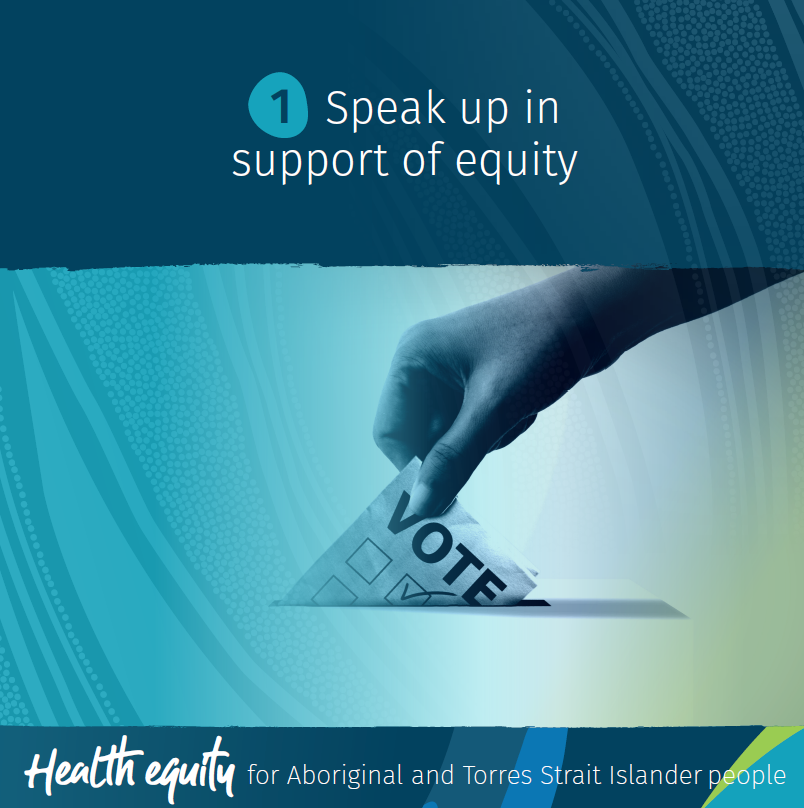 1 Speak up in
support of equity
VOTE
Health equity for Aboriginal and Torres Strait Islander people